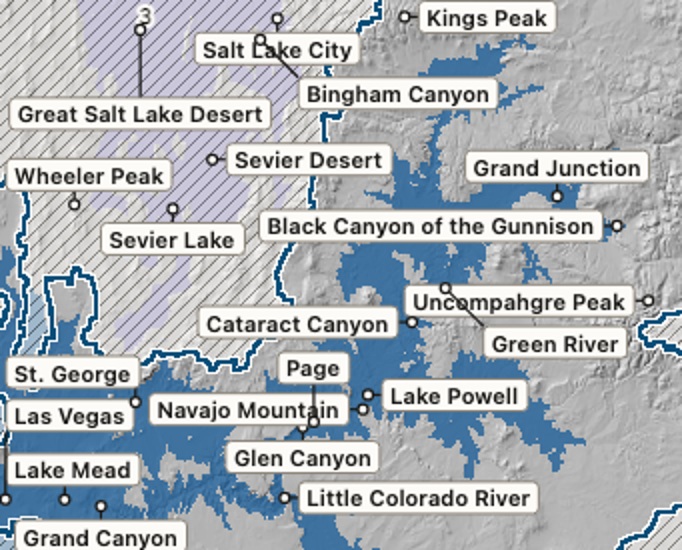 3
Kings Peak
Salt Lake City
Bingham Canyon
Great Salt Lake Desert
Sevier Desert
Grand Junction
Wheeler Peak
Black Canyon of the Gunnison
Sevier Lake
Uncompahgre Peak
Cataract Canyon
Green River
Page
St. George
Lake Powell
Las Vegas
Navajo Mountain
Glen Canyon
Lake Mead
Little Colorado River
Grand Canyon